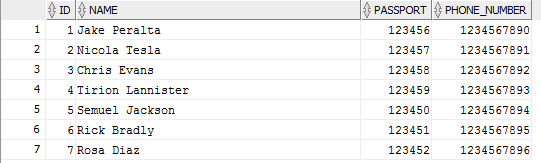 ID NAME PASSPORT PHONE_NUMBER
1 1 Jake Peralta 123456 1234567890
2 2 Nicola Tesla 123457 1234567891
3 3 Chris Evans 123458 1234567892
4 4 Tirion Lannister 123459 1234567893
5 5 Semuel Jackson 123450 1234567894
6 6 Rick Bradly 123451 1234567895
7 7 Rosa Diaz 123452 1234567896